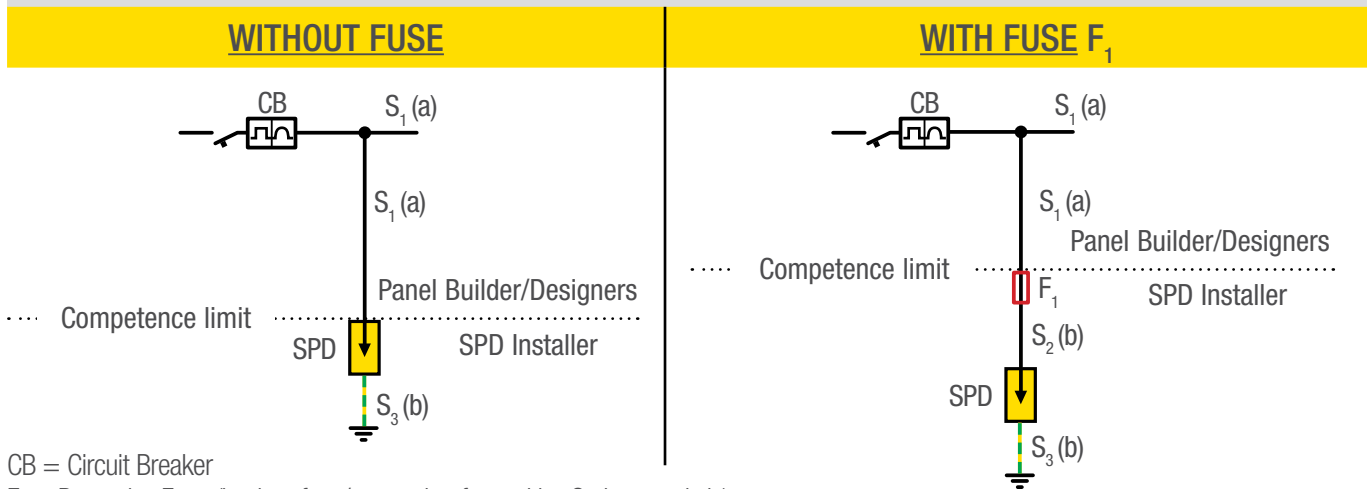 WITHOUT FUSE
CB
S₁ (a)
S₁ (a)
Panel Builder/Designers
Competence limit
SPD Installer
SPD
S₃ (b)
WITH FUSE F₁
CB
S₁ (a)
S₁ (a)
Panel Builder/Designers
Competence limit
F₁
SPD Installer
S₂ (b)
SPD
S₃ (b)
CB = Circuit Breaker